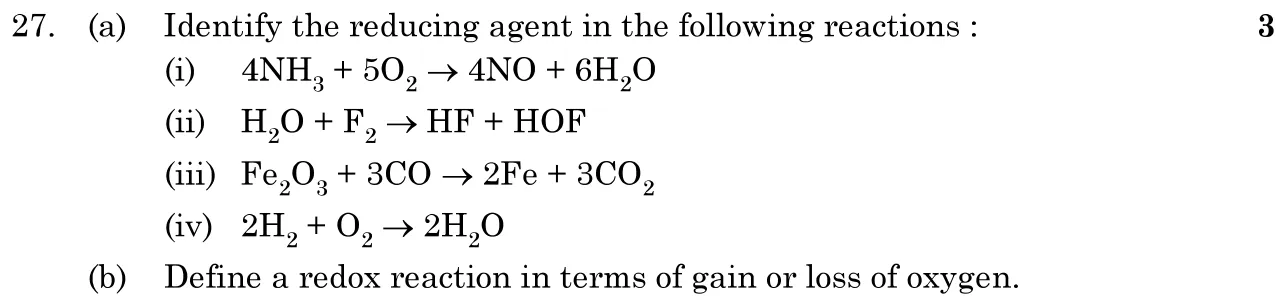 27. (a) Identify the reducing agent in the following reactions : 3
(i) 4NH₃ + 5O₂ → 4NO + 6H₂O
(ii) H₂O + F₂ → HF + HOF
(iii) Fe₂O₃ + 3CO → 2Fe + 3CO₂
(iv) 2H₂ + O₂ → 2H₂O
(b) Define a redox reaction in terms of gain or loss of oxygen.